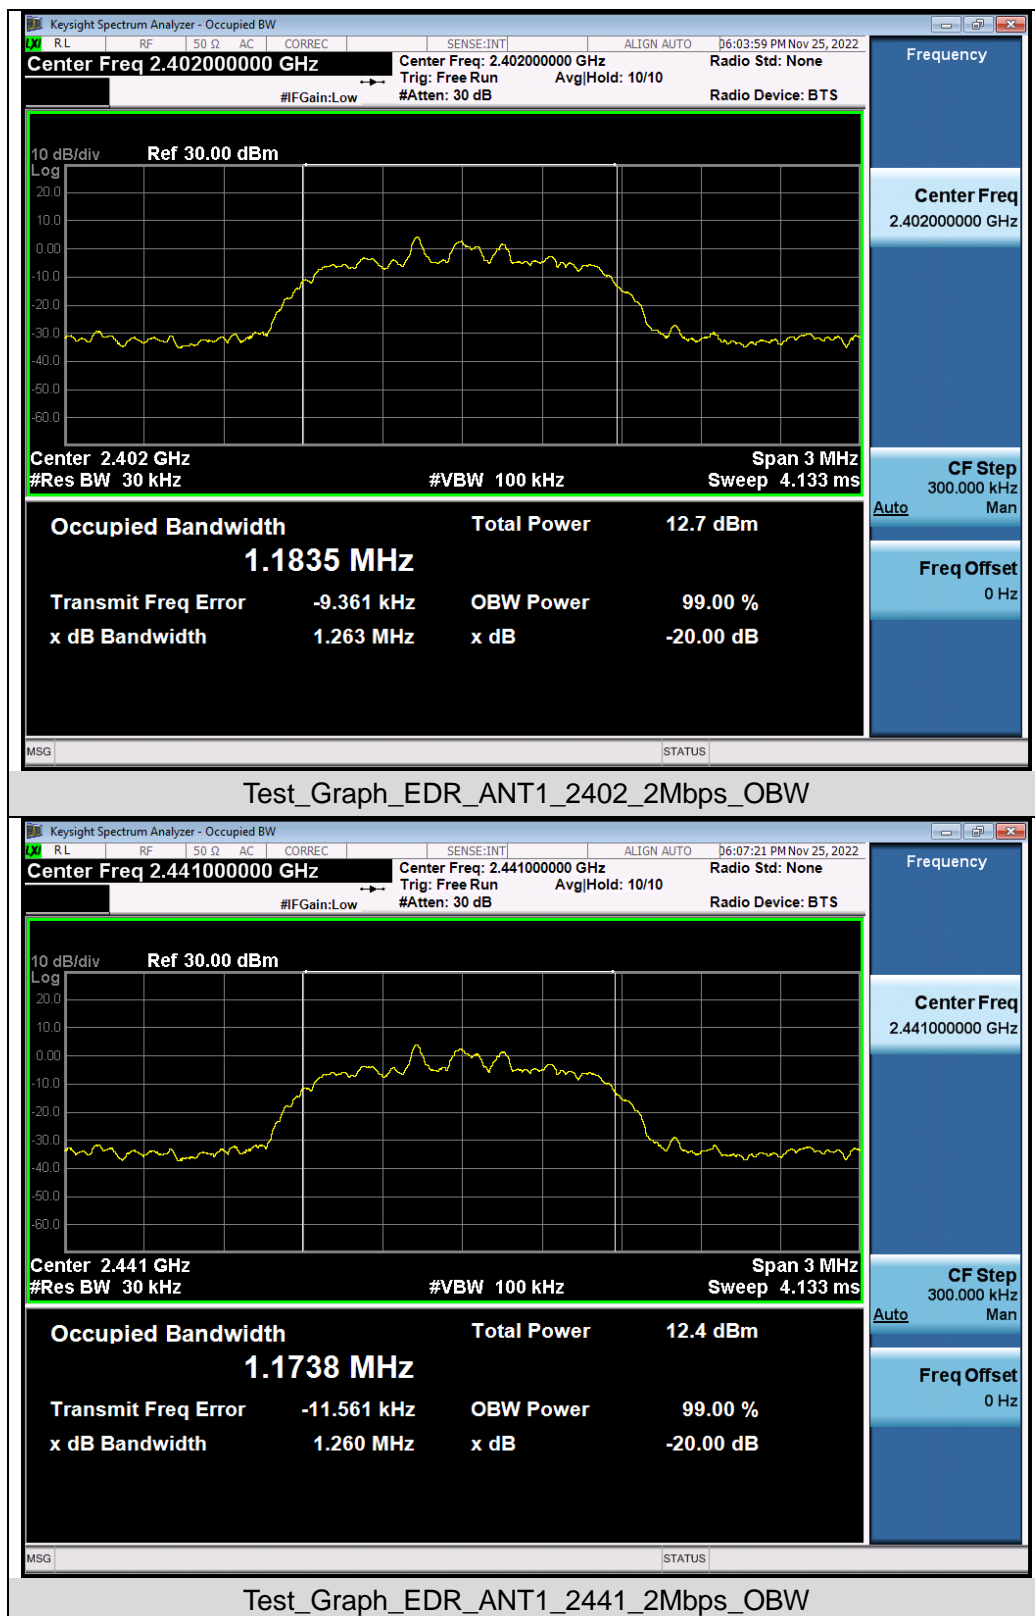 Keysight Spectrum Analyzer - Occupied BW
LXI RL RF 50 Ω AC CORREC SENSE:INT ALIGN AUTO 06:03:59 PM Nov 25, 2022
Center Freq 2.402000000 GHz
Center Freq: 2.402000000 GHz
Radio Std: None
Trig: Free Run Avg|Hold: 10/10
#IFGain:Low
#Atten: 30 dB
Radio Device: BTS
Frequency
10 dB/div Ref 30.00 dBm
Log
20.0
10.0
0.00
-10.0
-20.0
-30.0
-40.0
-50.0
-60.0
Center Freq
2.402000000 GHz
Center 2.402 GHz Span 3 MHz
#Res BW 30 kHz #VBW 100 kHz Sweep 4.133 ms
CF Step
300.000 kHz
Auto Man
Occupied Bandwidth Total Power 12.7 dBm
1.1835 MHz
Freq Offset
0 Hz
Transmit Freq Error -9.361 kHz OBW Power 99.00 %
x dB Bandwidth 1.263 MHz x dB -20.00 dB
MSG STATUS
Test_Graph_EDR_ANT1_2402_2Mbps_OBW
Keysight Spectrum Analyzer - Occupied BW
LXI RL RF 50 Ω AC CORREC SENSE:INT ALIGN AUTO 06:07:21 PM Nov 25, 2022
Center Freq 2.441000000 GHz
Center Freq: 2.441000000 GHz
Radio Std: None
Trig: Free Run Avg|Hold: 10/10
#IFGain:Low
#Atten: 30 dB
Radio Device: BTS
Frequency
10 dB/div Ref 30.00 dBm
Log
20.0
10.0
0.00
-10.0
-20.0
-30.0
-40.0
-50.0
-60.0
Center Freq
2.441000000 GHz
Center 2.441 GHz Span 3 MHz
#Res BW 30 kHz #VBW 100 kHz Sweep 4.133 ms
CF Step
300.000 kHz
Auto Man
Occupied Bandwidth Total Power 12.4 dBm
1.1738 MHz
Freq Offset
0 Hz
Transmit Freq Error -11.561 kHz OBW Power 99.00 %
x dB Bandwidth 1.260 MHz x dB -20.00 dB
MSG STATUS
Test_Graph_EDR_ANT1_2441_2Mbps_OBW